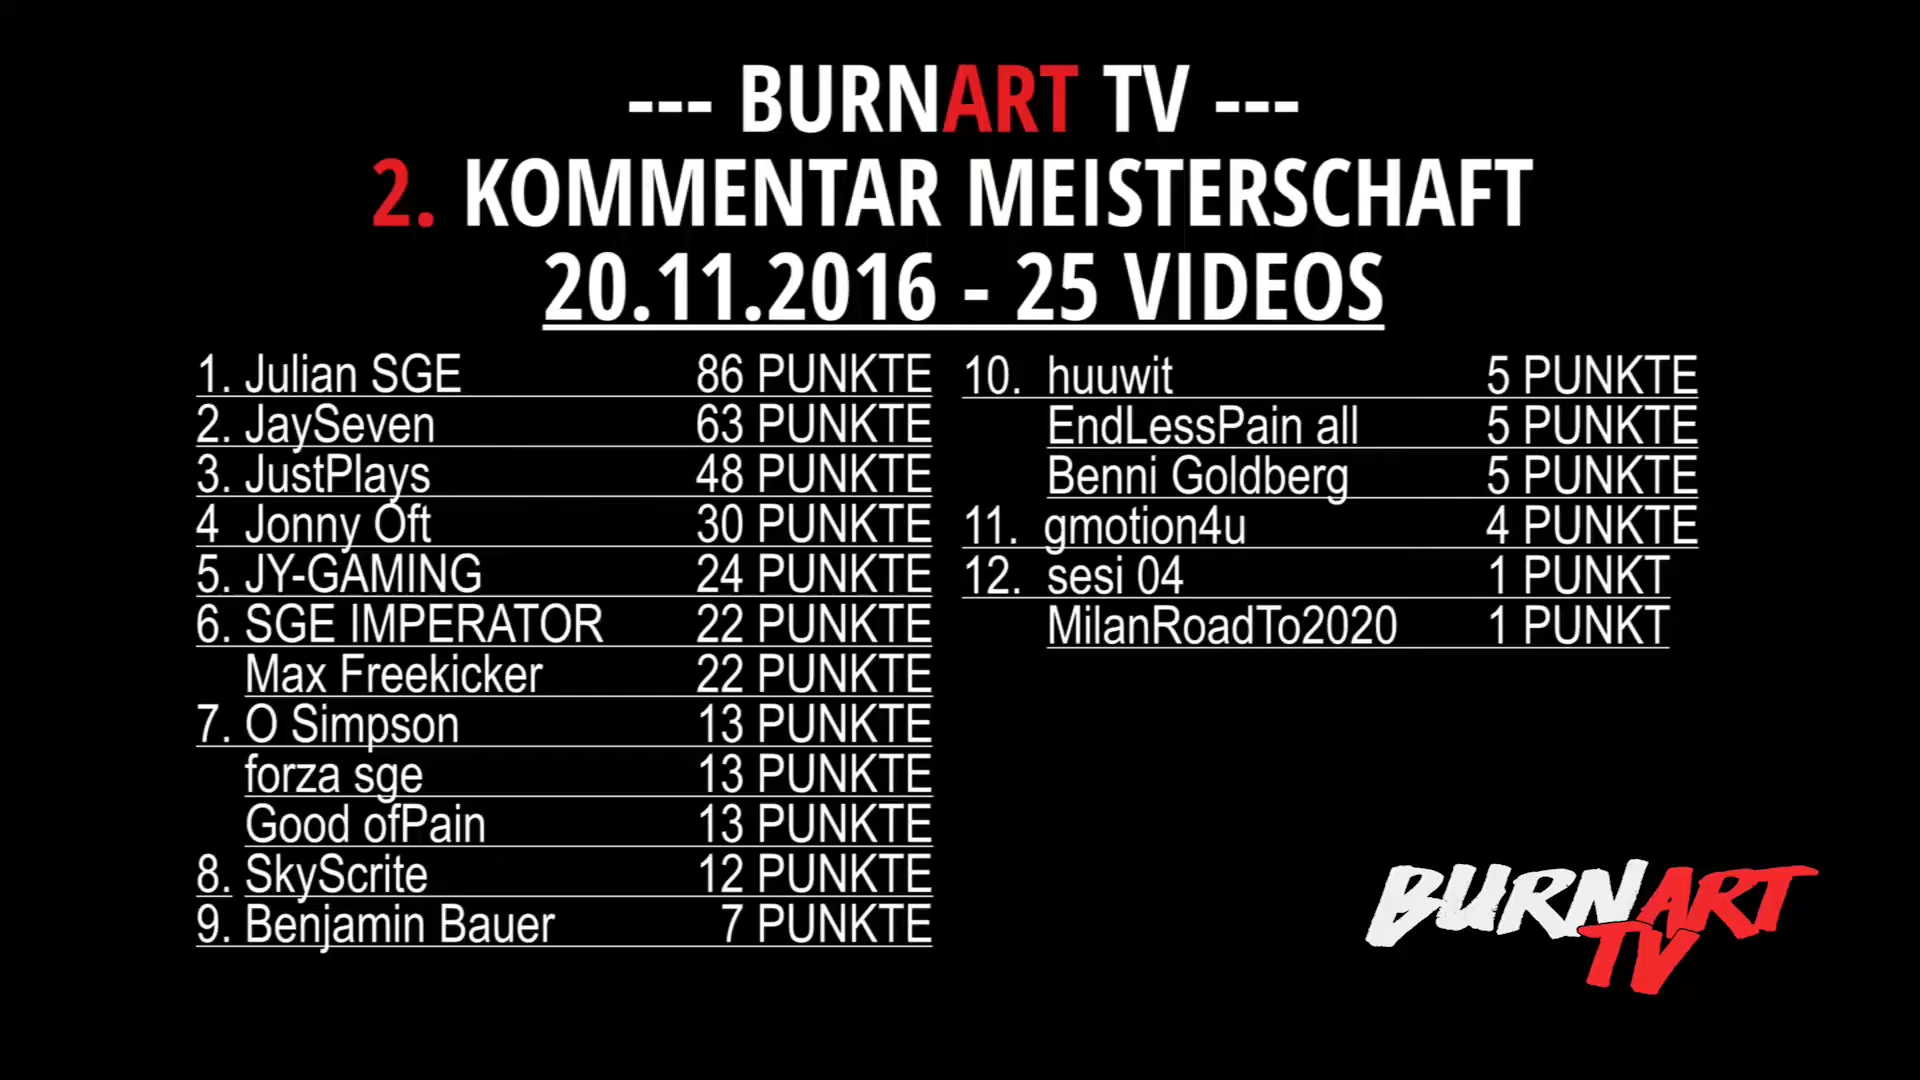 --- BURNART TV ---
2. KOMMENTAR MEISTERSCHAFT
20.11.2016 - 25 VIDEOS
1. Julian SGE 86 PUNKTE
2. JaySeven 63 PUNKTE
3. JustPlays 48 PUNKTE
4 Jonny Oft 30 PUNKTE
5. JY-GAMING 24 PUNKTE
6. SGE IMPERATOR 22 PUNKTE
Max Freekicker 22 PUNKTE
7. O Simpson 13 PUNKTE
forza sge 13 PUNKTE
Good ofPain 13 PUNKTE
8. SkyScrite 12 PUNKTE
9. Benjamin Bauer 7 PUNKTE
10. huuwit 5 PUNKTE
EndLessPain all 5 PUNKTE
Benni Goldberg 5 PUNKTE
11. gmotion4u 4 PUNKTE
12. sesi 04 1 PUNKT
MilanRoadTo2020 1 PUNKT
BURNART
TV